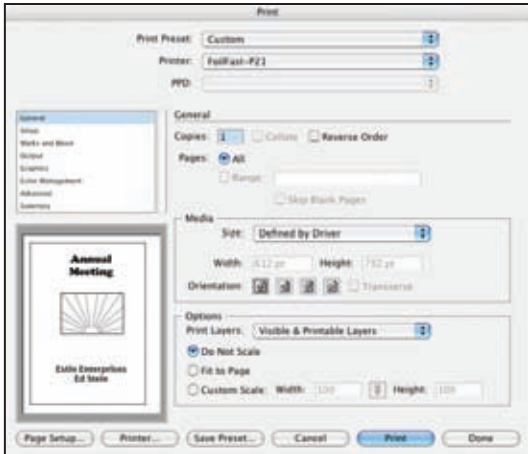 Print
Print Preset: Custom
Printer: FoilFast-PZ1
PPD:
General
Setup
Marks and Bleed
Output
Graphics
Color Management
Advanced
Summary
General
Copies: 1 Collate Reverse Order
Pages: All
Range:
Skip Blank Pages
Media
Size: Defined by Driver
Width: 612 pt Height: 792 pt
Orientation: Transverse
Options
Print Layers: Visible & Printable Layers
Do Not Scale
Fit to Page
Custom Scale: Width: 100 Height: 100
Annual
Meeting
Enterprises
Ed
Page Setup... Printer... Save Preset... Cancel Print Done